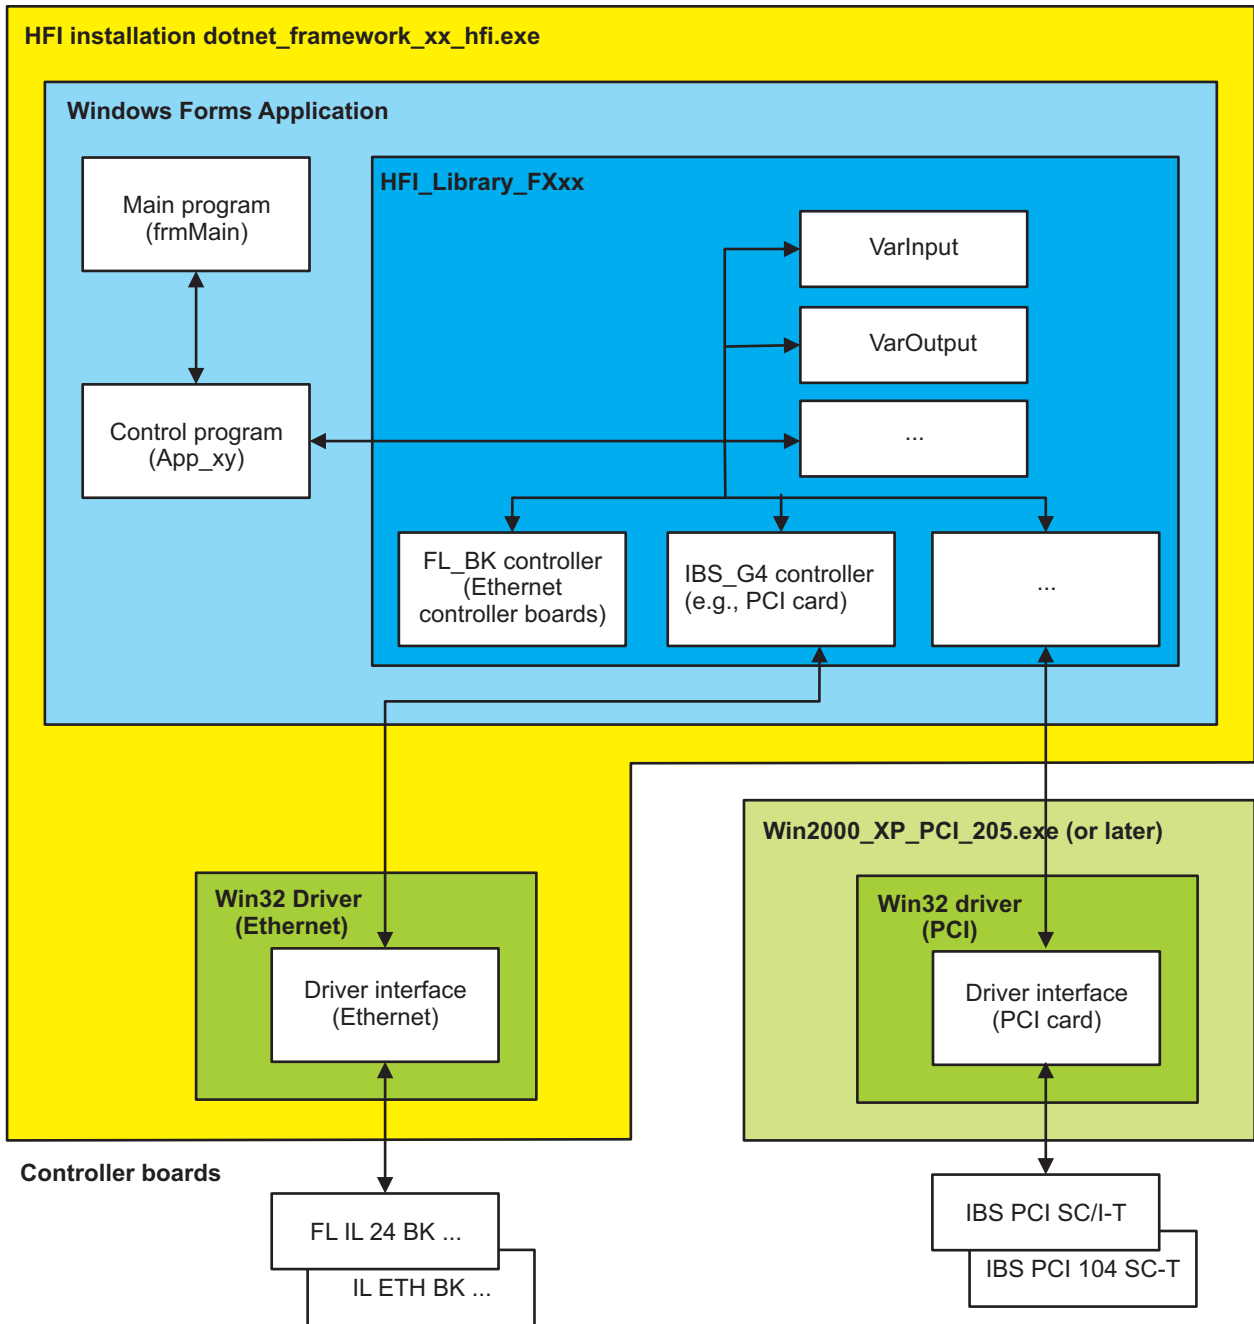 HFI installation dotnet_framework_xx_hfi.exe
Windows Forms Application
Main program
(frmMain)
HFI_Library_FXxx
VarInput
VarOutput
Control program
(App_xy)
...
FL_BK controller
(Ethernet
controller boards)
IBS_G4 controller
(e.g., PCI card)
...
Win2000_XP_PCI_205.exe (or later)
Win32 Driver
(Ethernet)
Driver interface
(Ethernet)
Win32 driver
(PCI)
Driver interface
(PCI card)
Controller boards
FL IL 24 BK ...
IL ETH BK ...
IBS PCI SC/I-T
IBS PCI 104 SC-T